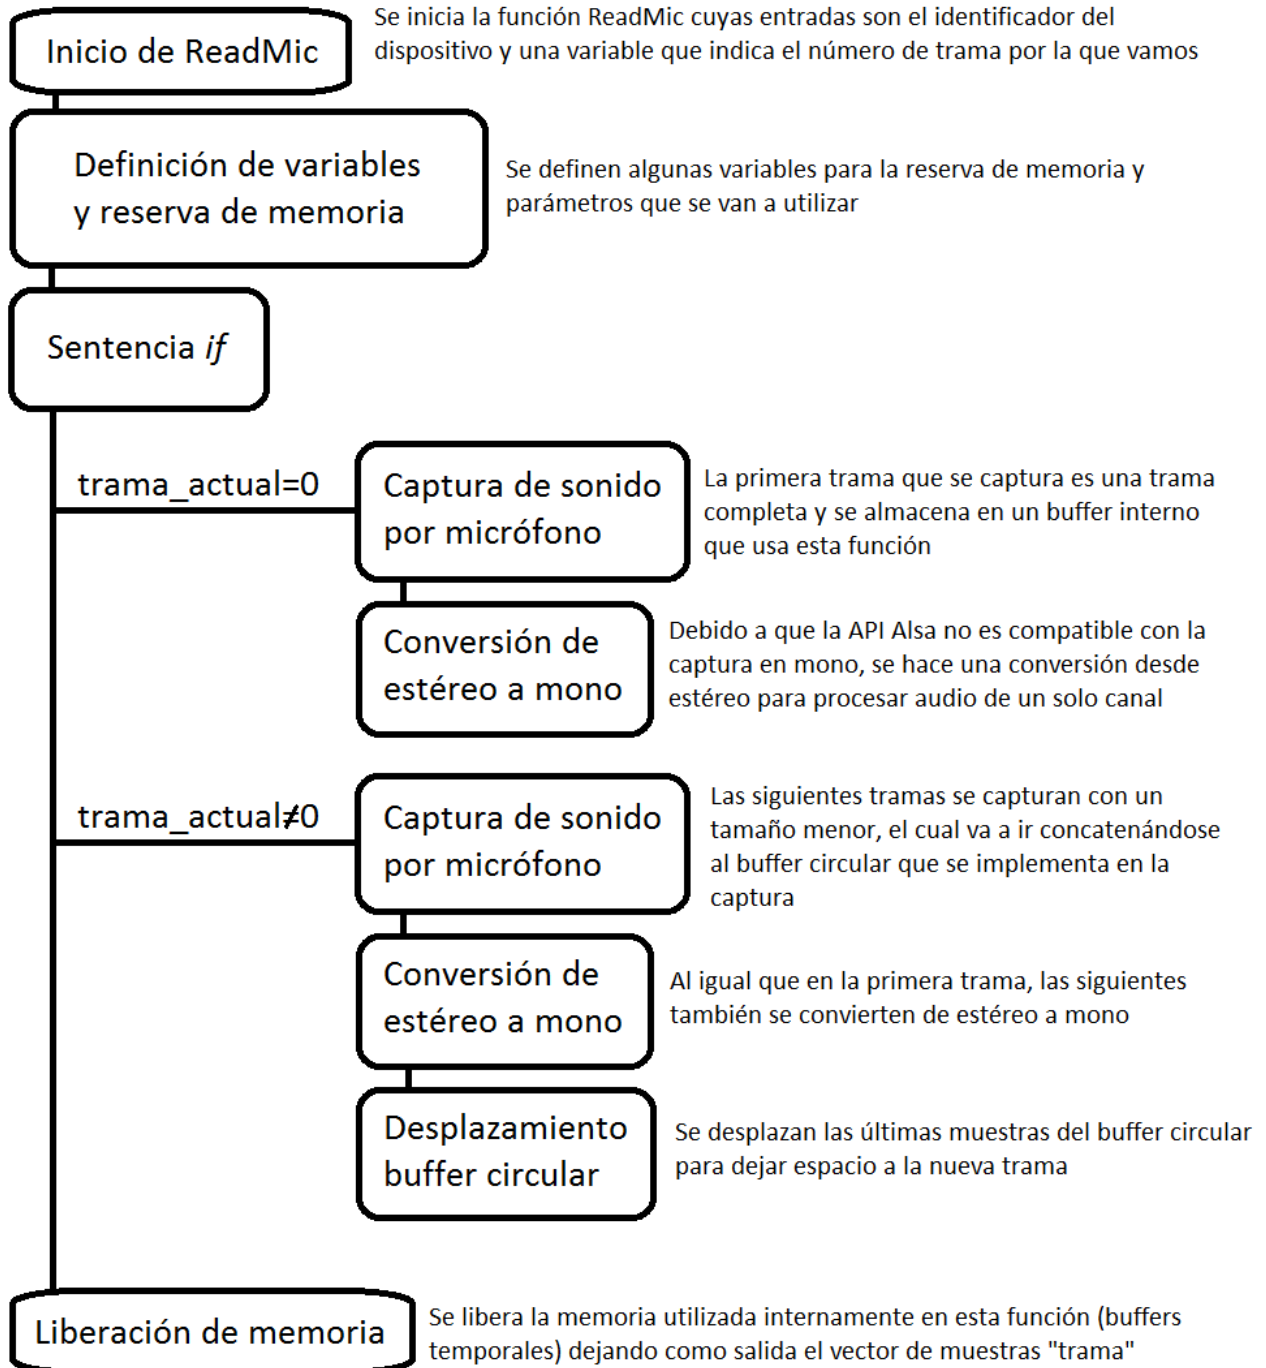 Inicio de ReadMic
Se inicia la función ReadMic cuyas entradas son el identificador del
dispositivo y una variable que indica el número de trama por la que vamos
Definición de variables
y reserva de memoria
Se definen algunas variables para la reserva de memoria y
parámetros que se van a utilizar
Sentencia if
trama_actual=0
Captura de sonido
por micrófono
La primera trama que se captura es una trama
completa y se almacena en un buffer interno
que usa esta función
Conversión de
estéreo a mono
Debido a que la API Alsa no es compatible con la
captura en mono, se hace una conversión desde
estéreo para procesar audio de un solo canal
trama_actual≠0
Captura de sonido
por micrófono
Las siguientes tramas se capturan con un
tamaño menor, el cual va a ir concatenándose
al buffer circular que se implementa en la
captura
Conversión de
estéreo a mono
Al igual que en la primera trama, las siguientes
también se convierten de estéreo a mono
Desplazamiento
buffer circular
Se desplazan las últimas muestras del buffer circular
para dejar espacio a la nueva trama
Liberación de memoria
Se libera la memoria utilizada internamente en esta función (buffers
temporales) dejando como salida el vector de muestras "trama"